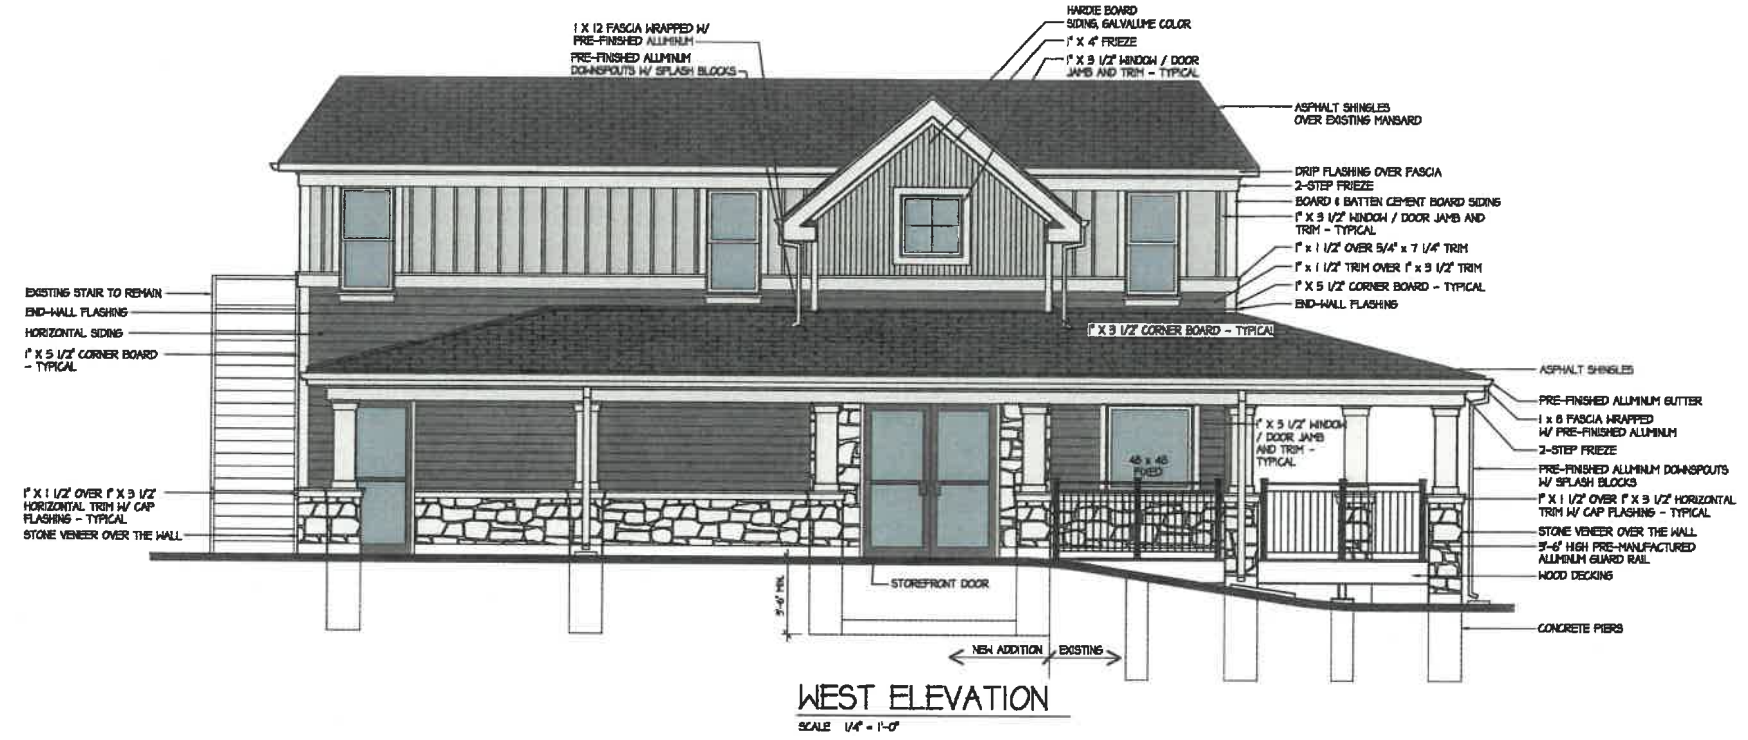 1 X 12 FASCIA WRAPPED W/
PRE-FINISHED ALUMINUM
PRE-FINISHED ALUMINUM
DOWNSPOUTS W/ SPLASH BLOCKS
HARDIE BOARD
SIDING, GALVALUME COLOR
1" X 4" FRIEZE
1" X 3 1/2" WINDOW / DOOR
JAMB AND TRIM - TYPICAL
ASPHALT SHINGLES
OVER EXISTING MANSARD
DRIP FLASHING OVER FASCIA
2-STEP FRIEZE
BOARD & BATTEN CEMENT BOARD SIDING
1" X 3 1/2" WINDOW / DOOR JAMB AND
TRIM - TYPICAL
1" x 1 1/2" OVER 5/4" x 7 1/4" TRIM
1" x 1 1/2" TRIM OVER 1" x 3 1/2" TRIM
1" X 5 1/2" CORNER BOARD - TYPICAL
END-WALL FLASHING
1" X 3 1/2" CORNER BOARD - TYPICAL
EXISTING STAIR TO REMAIN
END-WALL FLASHING
HORIZONTAL SIDING
1" X 5 1/2" CORNER BOARD
- TYPICAL
1" X 1 1/2" OVER 1" X 3 1/2"
HORIZONTAL TRIM W/ CAP
FLASHING - TYPICAL
STONE VENEER OVER THE WALL
ASPHALT SHINGLES
PRE-FINISHED ALUMINUM GUTTER
1 x 8 FASCIA WRAPPED
W/ PRE-FINISHED ALUMINUM
2-STEP FRIEZE
PRE-FINISHED ALUMINUM DOWNSPOUTS
W/ SPLASH BLOCKS
1" X 1 1/2" OVER 1" X 3 1/2" HORIZONTAL
TRIM W/ CAP FLASHING - TYPICAL
STONE VENEER OVER THE WALL
3'-6" HIGH PRE-MANUFACTURED
ALUMINUM GUARD RAIL
WOOD DECKING
CONCRETE PIERS
1" X 3 1/2" WINDOW
/ DOOR JAMB
AND TRIM -
TYPICAL
48 x 48
FIXED
STOREFRONT DOOR
3'-6" MIN.
NEW ADDITION
EXISTING
WEST ELEVATION
SCALE 1/4" = 1'-0"